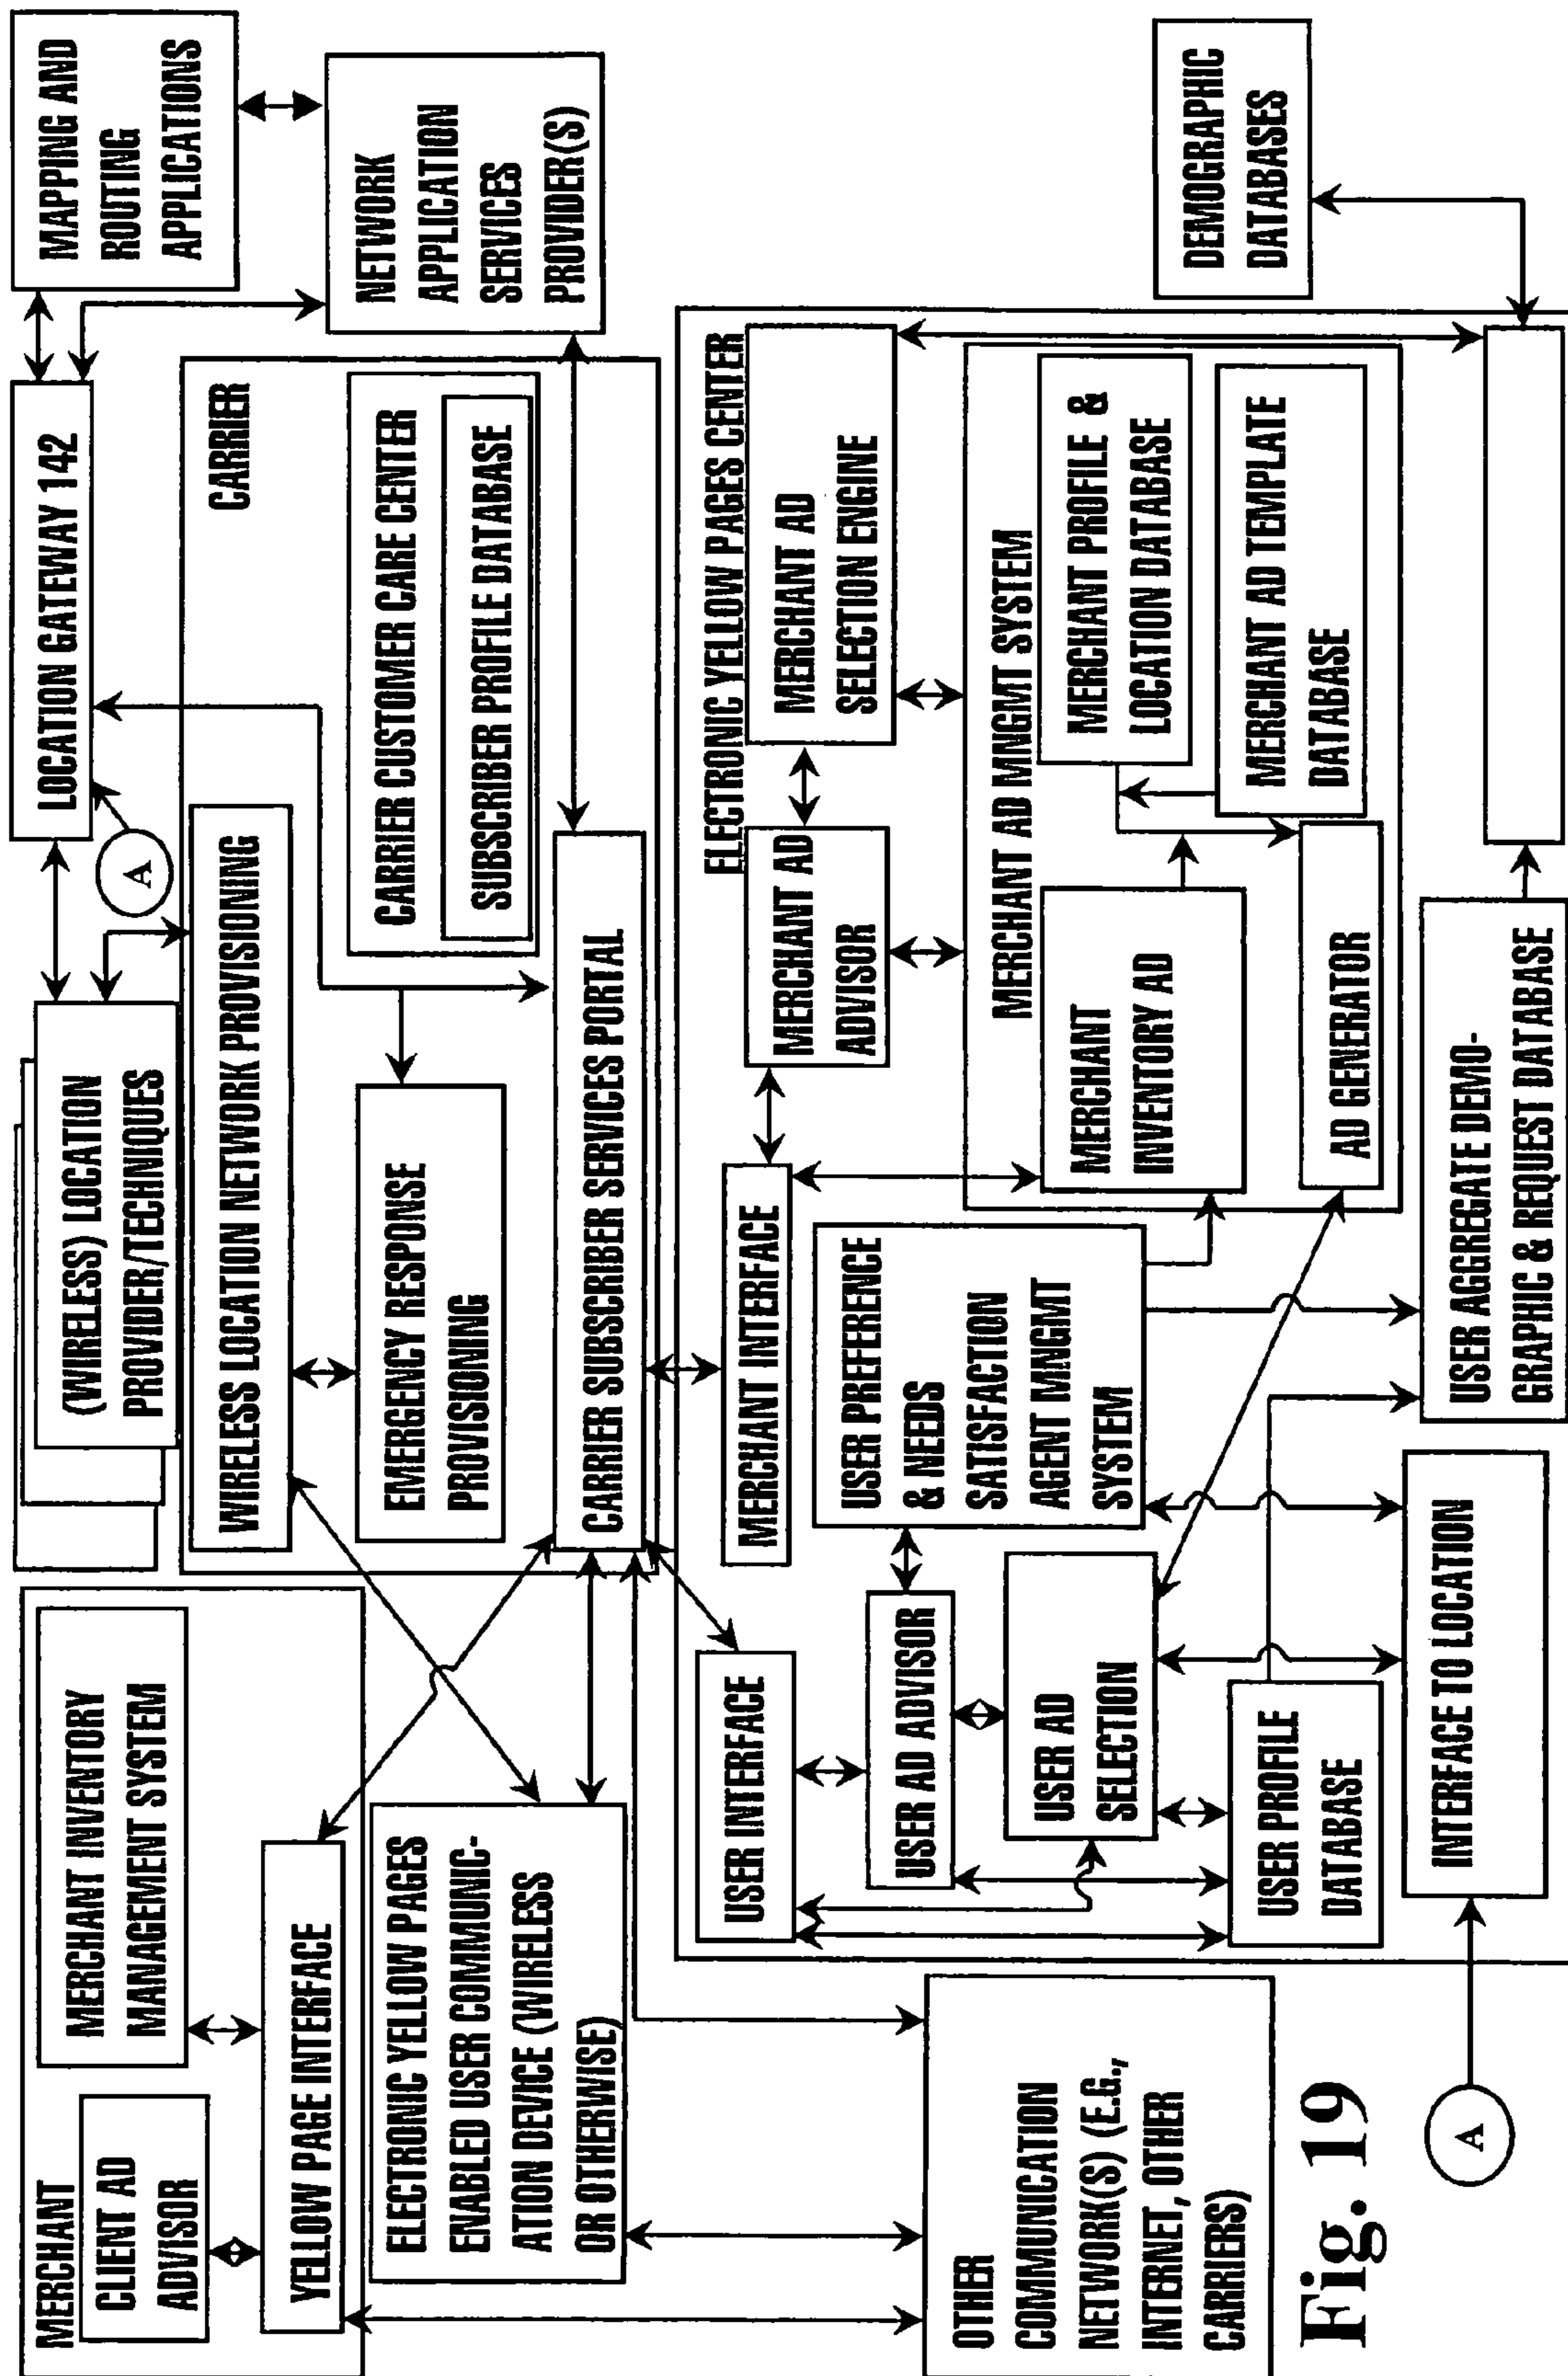 MERCHANT
CLIENT AD
ADVISOR
MERCHANT INVENTORY
MANAGEMENT SYSTEM
YELLOW PAGE INTERFACE
(WIRELESS) LOCATION
PROVIDER/TECHNIQUES
LOCATION GATEWAY 142
A
MAPPING AND
ROUTING
APPLICATIONS
NETWORK
APPLICATION
SERVICES
PROVIDER(S)
CARRIER
WIRELESS LOCATION NETWORK PROVISIONING
EMERGENCY RESPONSE
PROVISIONING
CARRIER CUSTOMER CARE CENTER
SUBSCRIBER PROFILE DATABASE
CARRIER SUBSCRIBER SERVICES PORTAL
ELECTRONIC YELLOW PAGES
ENABLED USER COMMUNIC-
ATION DEVICE (WIRELESS
OR OTHERWISE)
OTHER
COMMUNICATION
NETWORK(S) (E.G.,
INTERNET, OTHER
CARRIERS)
ELECTRONIC YELLOW PAGES CENTER
USER INTERFACE
MERCHANT INTERFACE
MERCHANT AD
ADVISOR
MERCHANT AD
SELECTION ENGINE
USER AD ADVISOR
USER PREFERENCE
& NEEDS
SATISFACTION
AGENT MNGMT
SYSTEM
USER AD
SELECTION
USER PROFILE
DATABASE
MERCHANT AD MNGMT SYSTEM
MERCHANT
INVENTORY AD
MERCHANT PROFILE &
LOCATION DATABASE
MERCHANT AD TEMPLATE
DATABASE
AD GENERATOR
DEMOGRAPHIC
DATABASES
INTERFACE TO LOCATION
USER AGGREGATE DEMO-
GRAPHIC & REQUEST DATABASE
A
Fig. 19